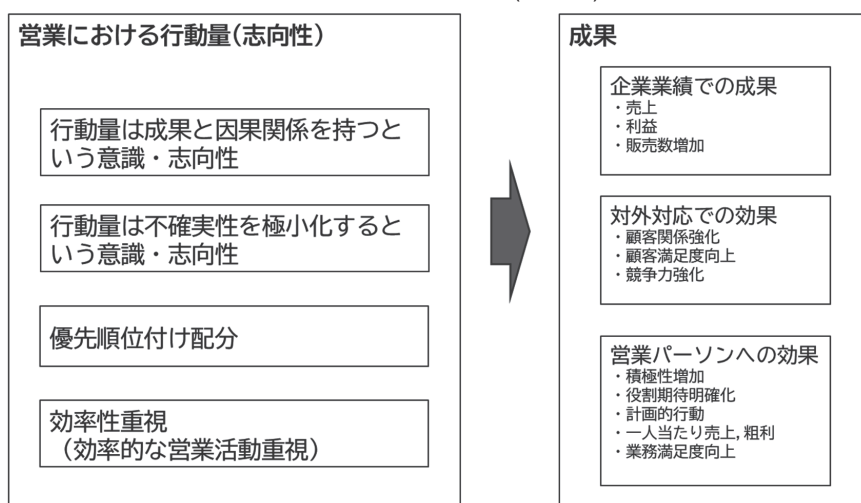 営業における行動量(志向性)
行動量は成果と因果関係を持つと
いう意識・志向性
行動量は不確実性を極小化すると
いう意識・志向性
優先順位付け配分
効率性重視
（効率的な営業活動重視）
成果
企業業績での成果
・売上
・利益
・販売数増加
対外対応での効果
・顧客関係強化
・顧客満足度向上
・競争力強化
営業パーソンへの効果
・積極性増加
・役割期待明確化
・計画的行動
・一人当たり売上, 粗利
・業務満足度向上